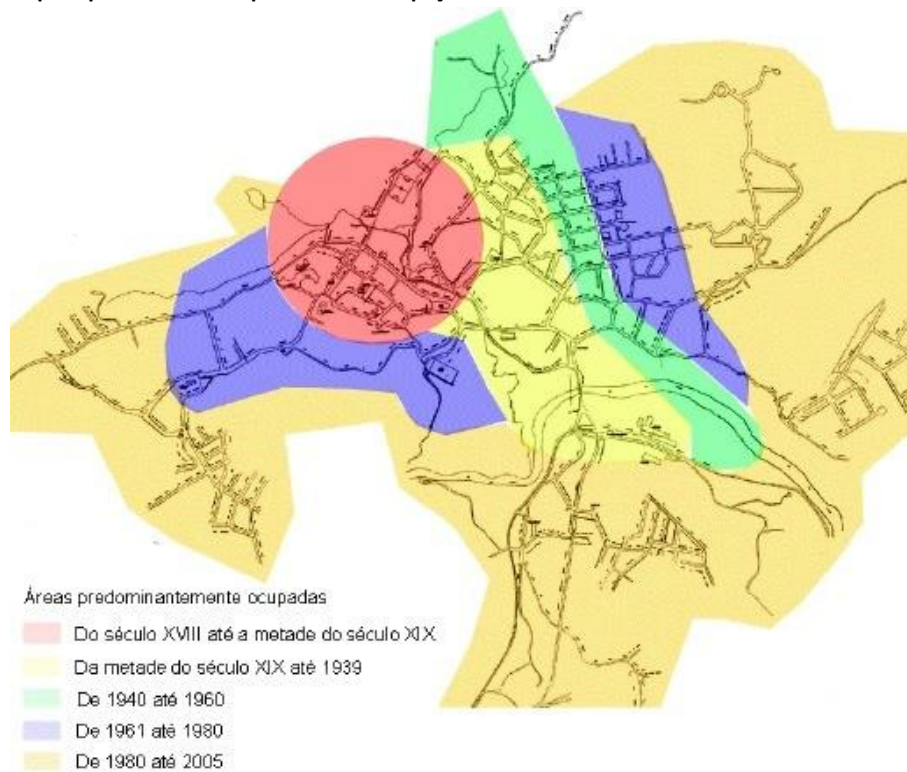 Áreas predominantemente ocupadas
Do século XVIII até a metade do século XIX
Da metade do século XIX até 1939
De 1940 até 1960
De 1961 até 1980
De 1980 até 2005